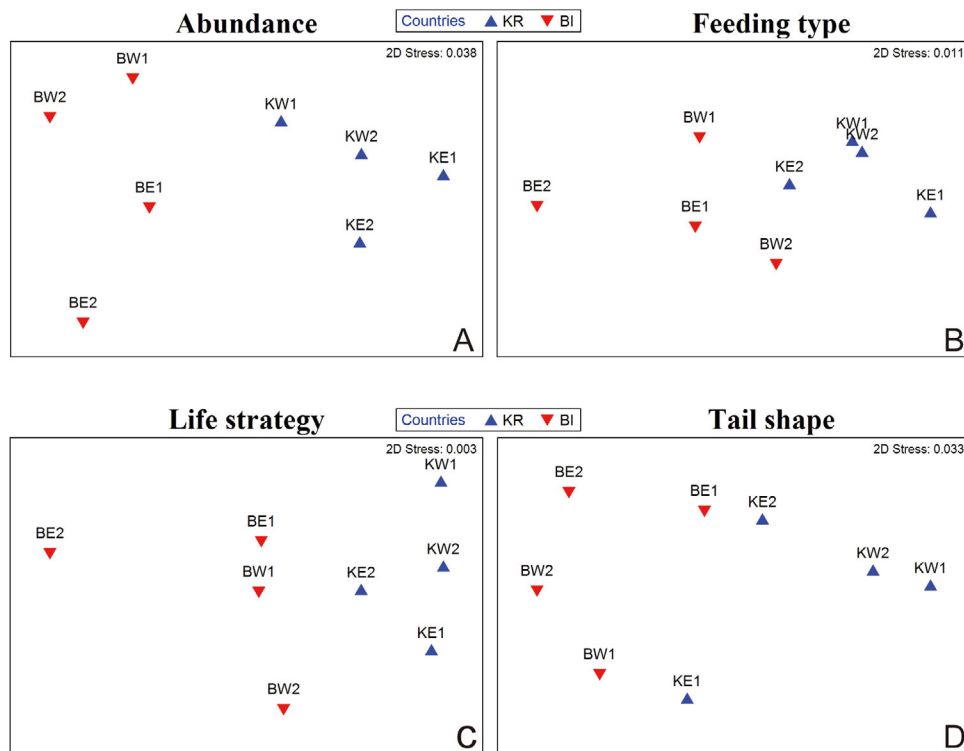 Abundance
Countries KR BI
Feeding type
2D Stress: 0.038
BW1
BW2
KW1
KW2
KE1
BE1
KE2
BE2
A
2D Stress: 0.011
BW1
KW1
KW2
KE2
BE2
KE1
BE1
BW2
B
Life strategy
Countries KR BI
Tail shape
2D Stress: 0.003
KW1
BE1
BE2
KW2
BW1
KE2
KE1
BW2
C
2D Stress: 0.033
BE2
BE1
KE2
KW2
KW1
BW2
BW1
KE1
D